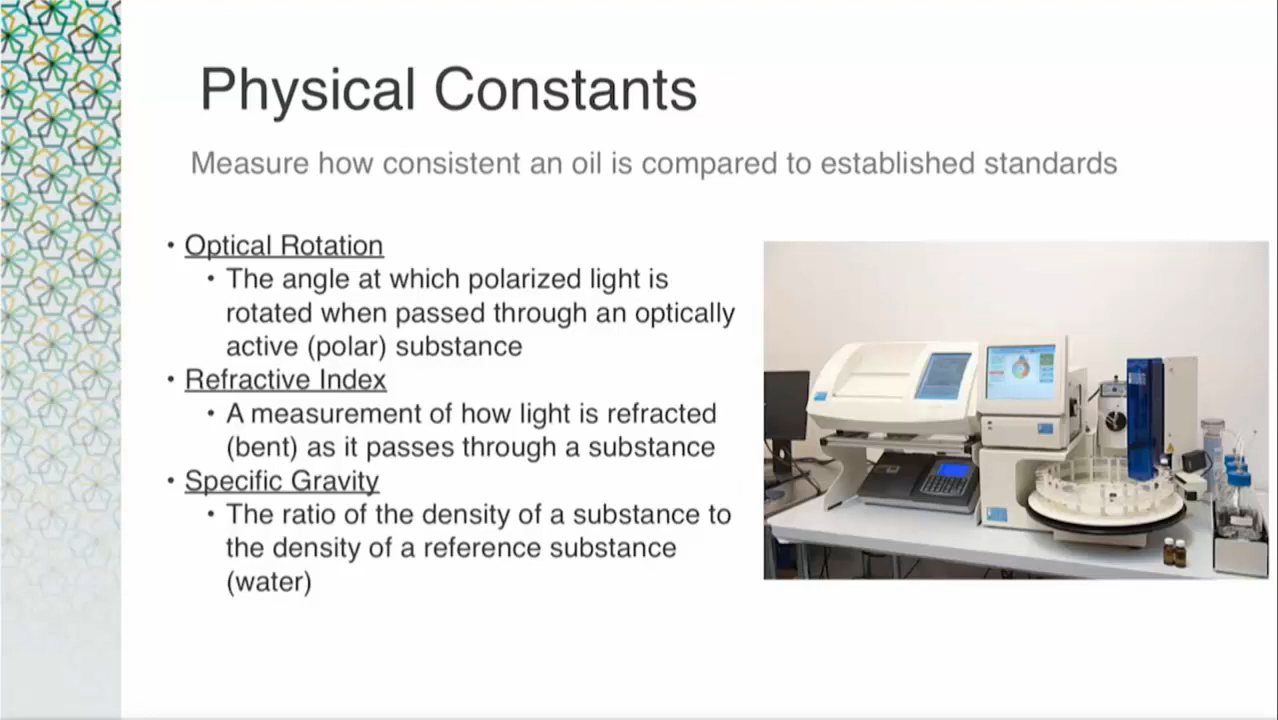 Physical Constants
Measure how consistent an oil is compared to established standards
• Optical Rotation
• The angle at which polarized light is
rotated when passed through an optically
active (polar) substance
• Refractive Index
• A measurement of how light is refracted
(bent) as it passes through a substance
• Specific Gravity
• The ratio of the density of a substance to
the density of a reference substance
(water)